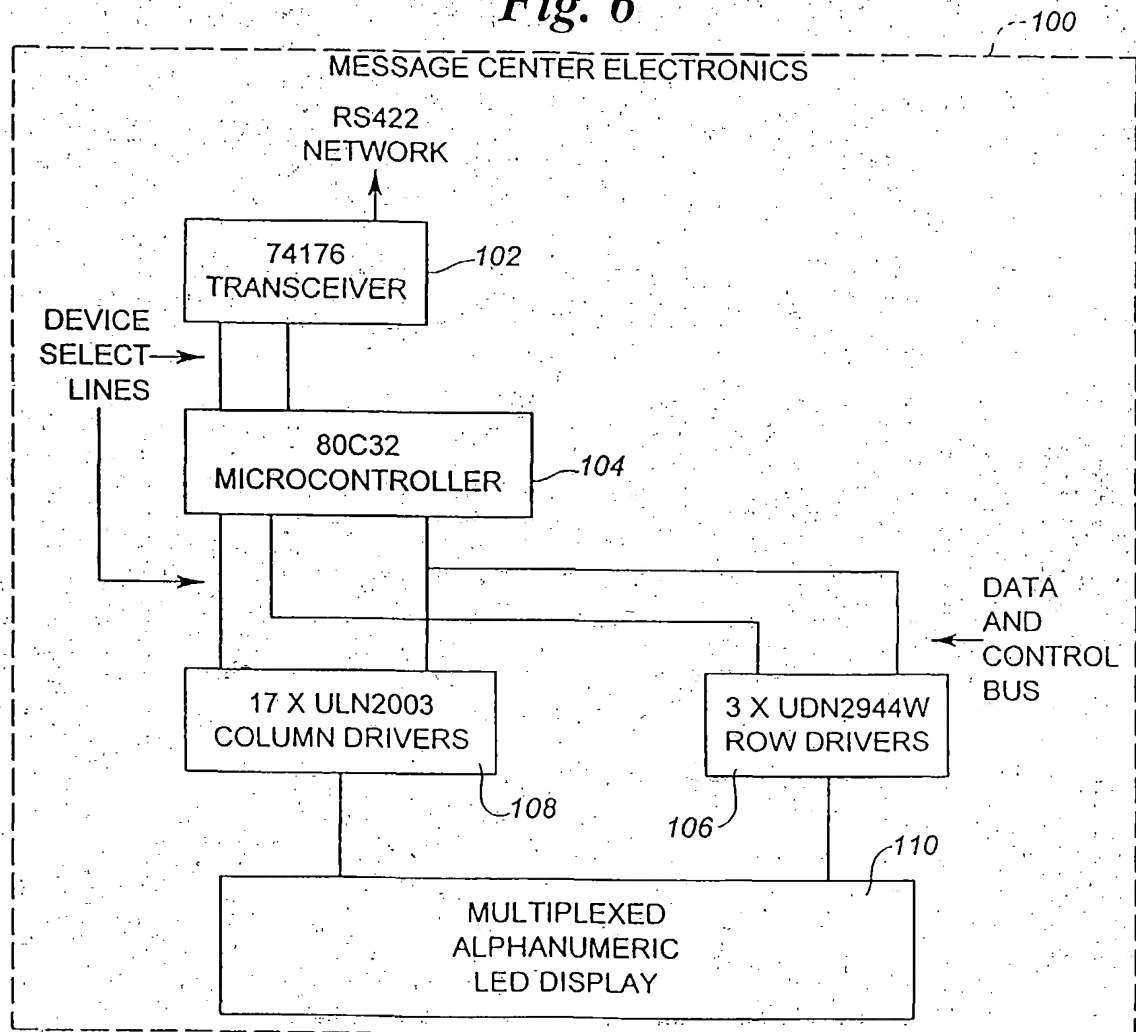 Fig. 6
100
MESSAGE CENTER ELECTRONICS
RS422
NETWORK
74176
TRANSCEIVER
102
DEVICE
SELECT
LINES
80C32
MICROCONTROLLER
104
DATA
AND
CONTROL
BUS
17 X ULN2003
COLUMN DRIVERS
108
3 X UDN2944W
ROW DRIVERS
106
110
MULTIPLEXED
ALPHANUMERIC
LED DISPLAY